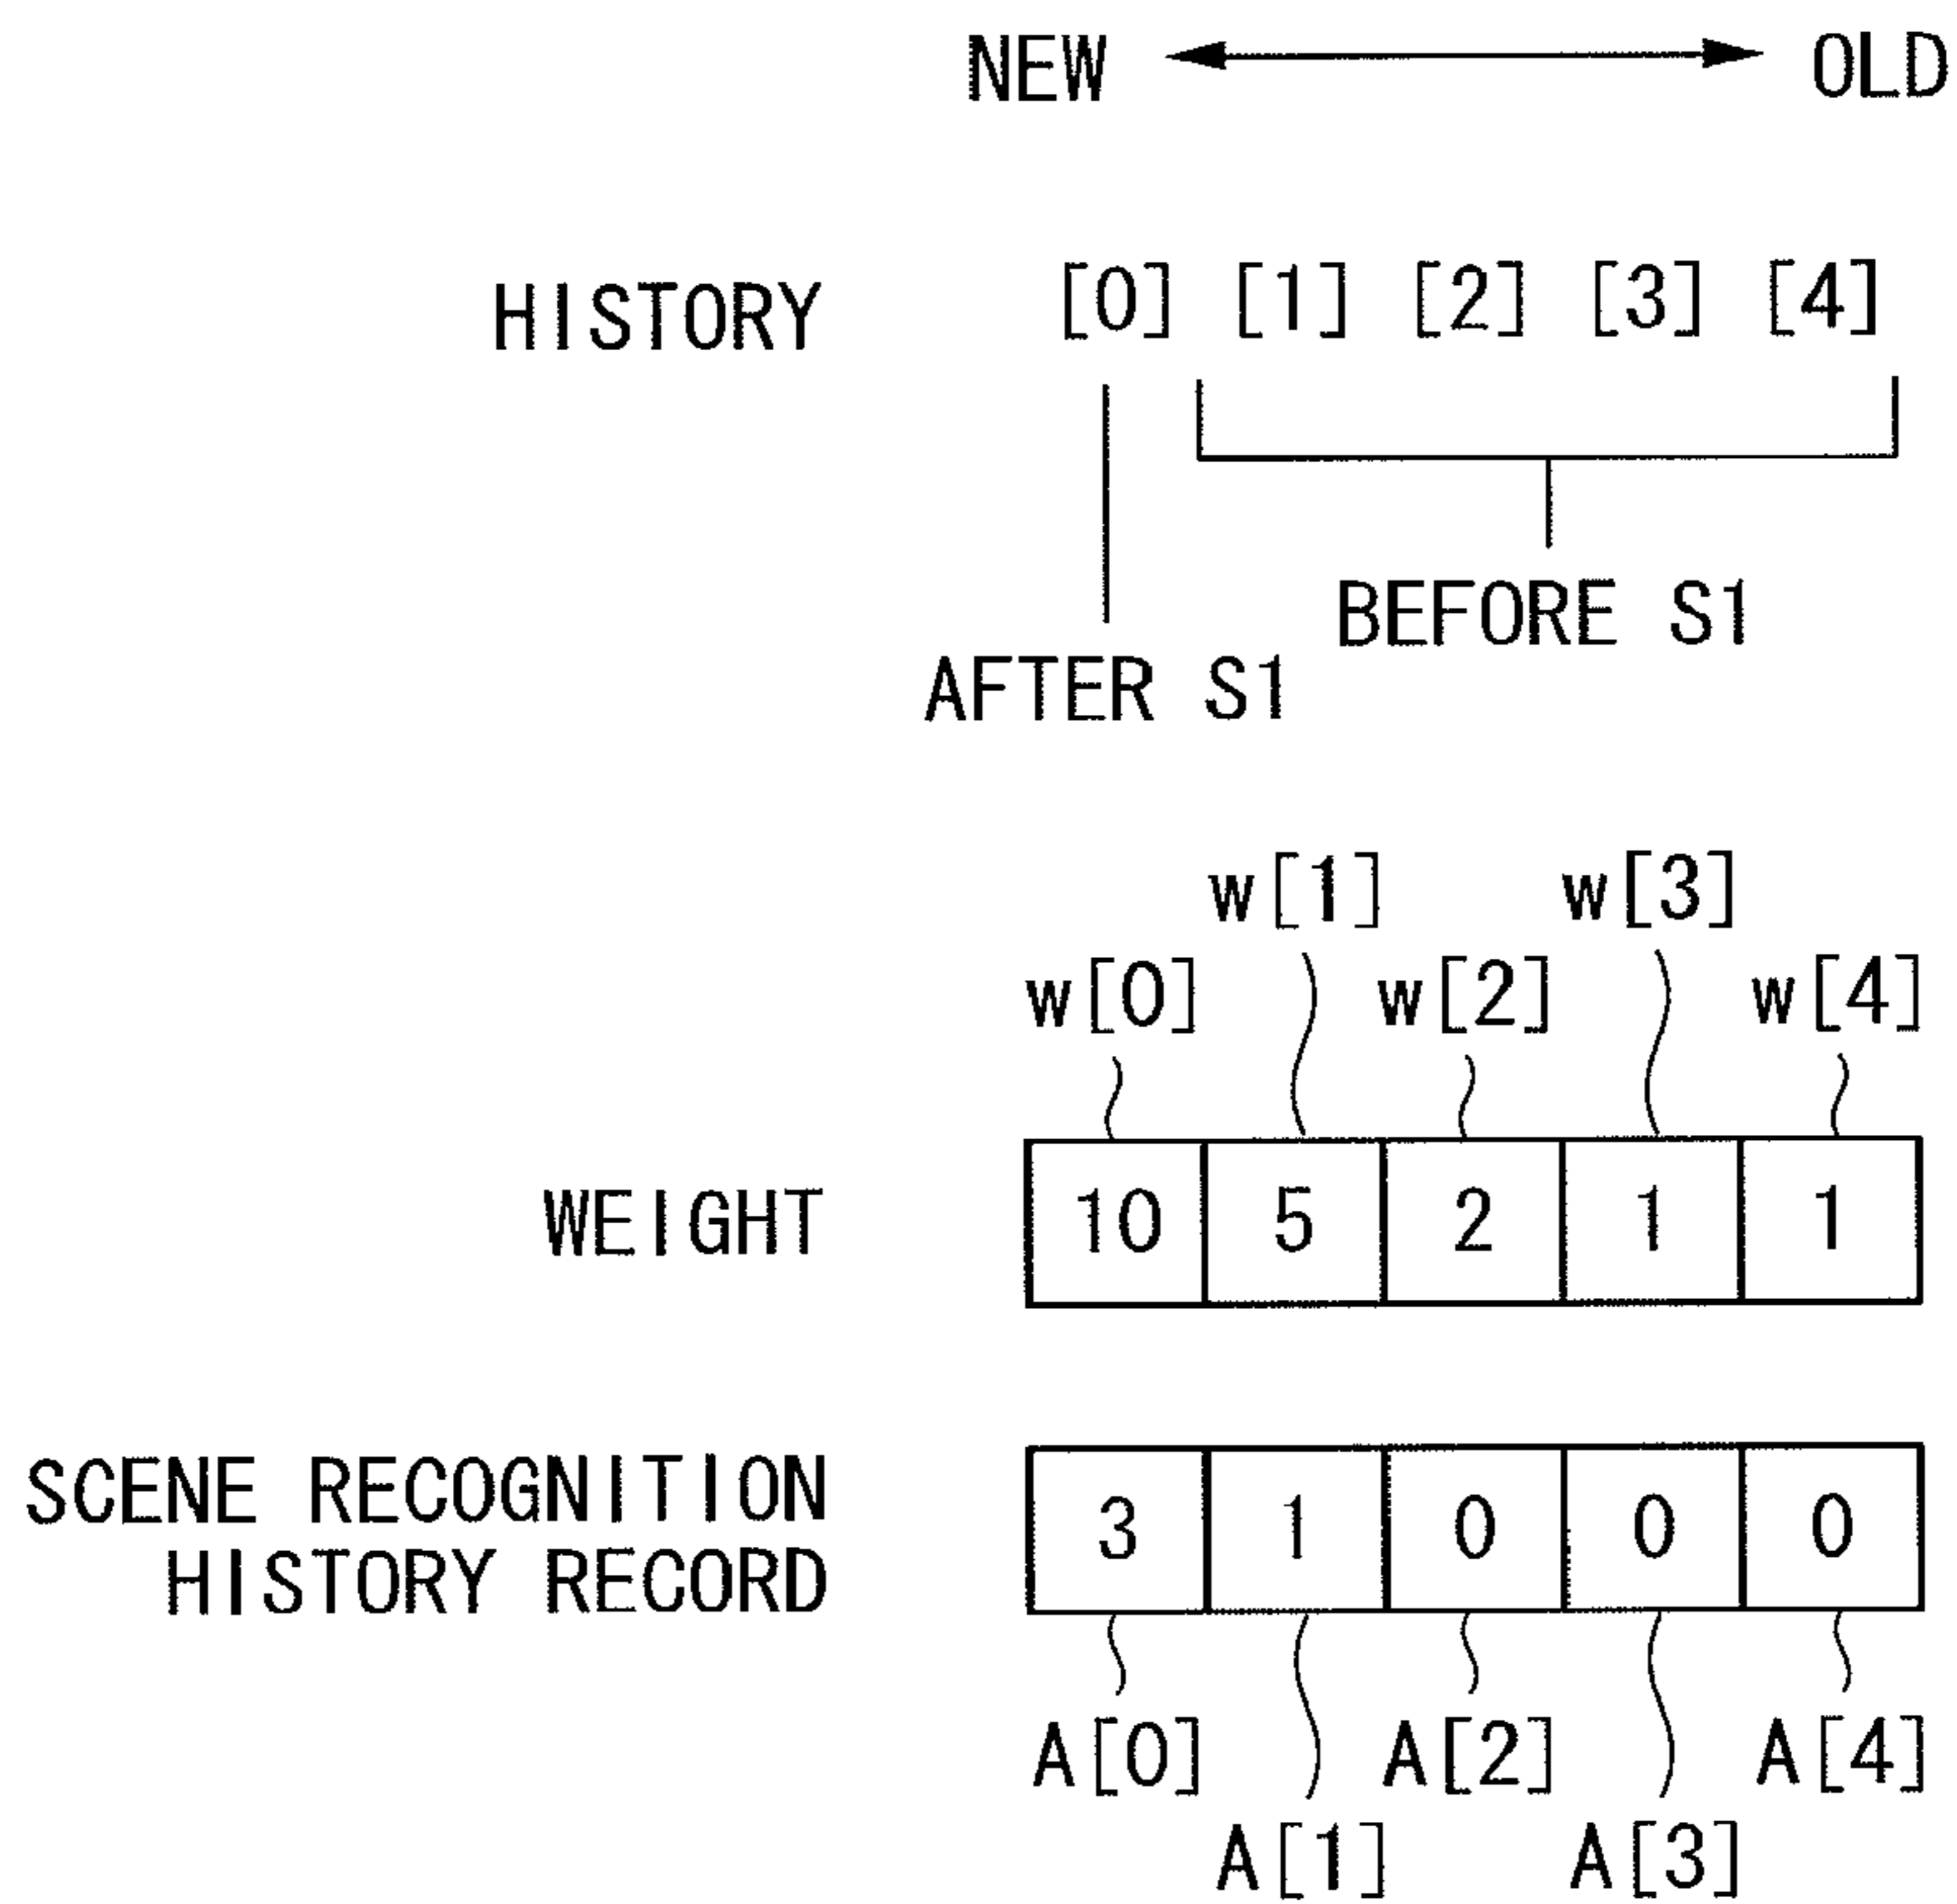 NEW OLD
HISTORY [0] [1] [2] [3] [4]
BEFORE S1
AFTER S1
w[1] w[3]
w[0] w[2] w[4]
WEIGHT 10 5 2 1 1
SCENE RECOGNITION
HISTORY RECORD
3 1 0 0 0
A[0] A[2] A[4]
A[1] A[3]